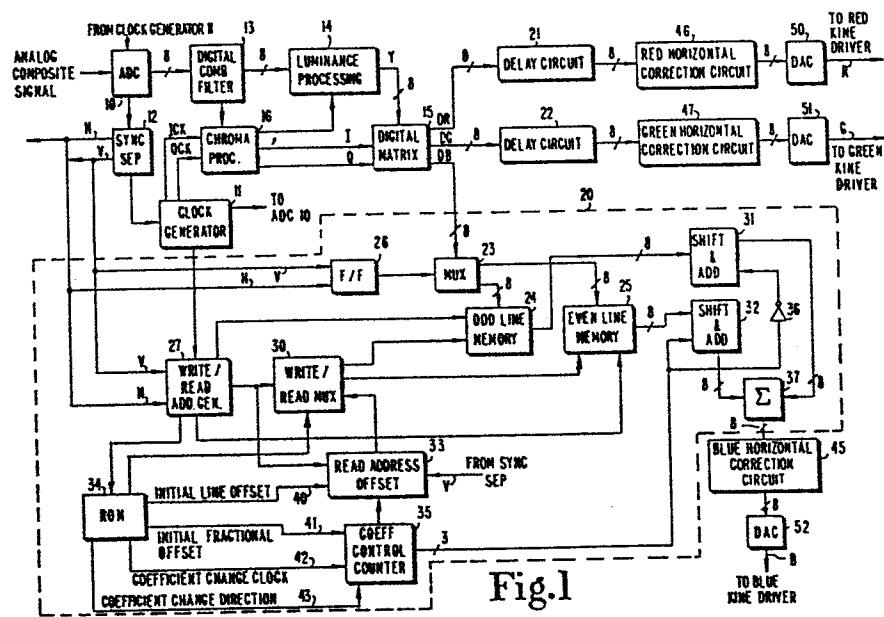 FROM CLOCK GENERATOR 11
ANALOG
COMPOSITE
SIGNAL
8
ADC
10
13
DIGITAL
COMB
FILTER
8
14
LUMINANCE
PROCESSING
Y
8
21
DELAY CIRCUIT
8
8
46
RED HORIZONTAL
CORRECTION CIRCUIT
8
50
DAC
TO RED
KINE
DRIVER
R
H
V
12
SYNC
SEP
ICK
QCK
16
CHROMA
PROC.
I
Q
15
DIGITAL
MATRIX
DR
DG
DB
8
22
DELAY CIRCUIT
8
47
GREEN HORIZONTAL
CORRECTION CIRCUIT
8
51
DAC
G
TO GREEN
KINE
DRIVER
11
CLOCK
GENERATOR
TO
ADC 10
20
8
26
F/F
V
H
23
MUX
8
24
ODD LINE
MEMORY
25
EVEN LINE
MEMORY
8
8
31
SHIFT
&
ADD
32
SHIFT
&
ADD
36
8
8
37
Σ
8
27
V
H
WRITE /
READ
ADD. GEN.
30
WRITE /
READ MUX
33
READ ADDRESS
OFFSET
FROM SYNC
SEP
V
BLUE HORIZONTAL
CORRECTION
CIRCUIT
45
8
DAC
52
B
TO BLUE
KINE DRIVER
34
ROM
INITIAL LINE OFFSET
40
INITIAL FRACTIONAL
OFFSET
41
COEFFICIENT CHANGE CLOCK
42
COEFFICIENT CHANGE DIRECTION
43
35
COEFF
CONTROL
COUNTER
3
Fig.1